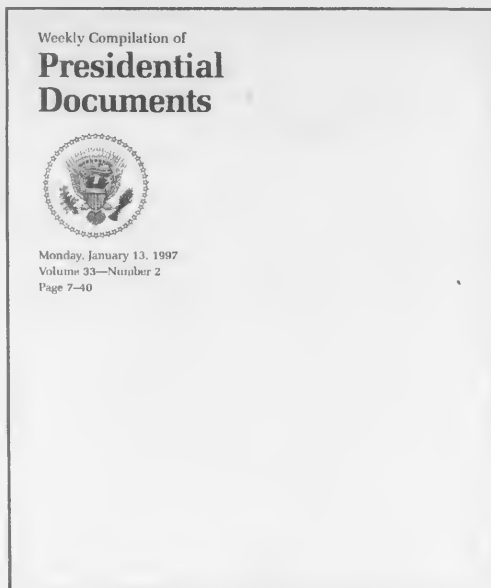 Weekly Compilation of
Presidential
Documents
Monday, January 13, 1997
Volume 33—Number 2
Page 7–40